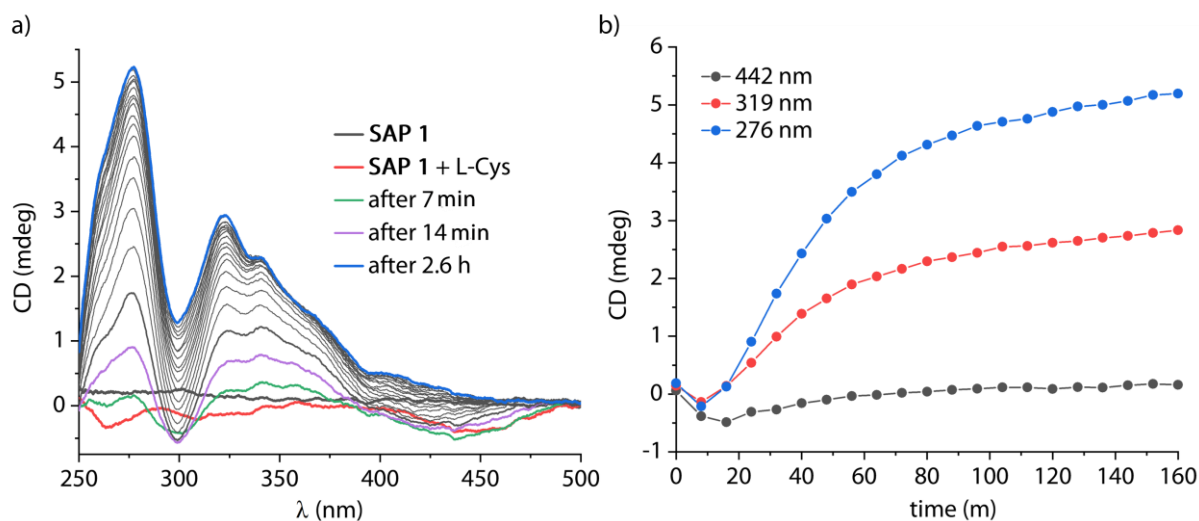 a)
CD (mdeg)
5
4
3
2
1
0
250
300
350
400
450
500
λ (nm)
SAP 1
SAP 1 + L-Cys
after 7 min
after 14 min
after 2.6 h
b)
CD (mdeg)
6
5
4
3
2
1
0
-1
0
20
40
60
80
100
120
140
160
time (m)
442 nm
319 nm
276 nm